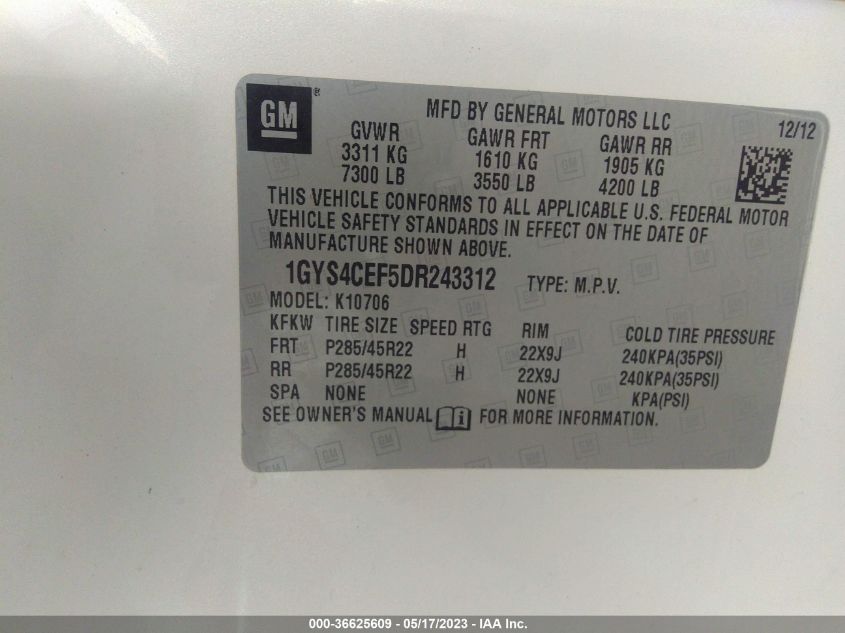 GM ®
MFD BY GENERAL MOTORS LLC
12/12
GVWR GAWR FRT GAWR RR
3311 KG 1610 KG 1905 KG
7300 LB 3550 LB 4200 LB
THIS VEHICLE CONFORMS TO ALL APPLICABLE U.S. FEDERAL MOTOR
VEHICLE SAFETY STANDARDS IN EFFECT ON THE DATE OF
MANUFACTURE SHOWN ABOVE.
1GYS4CEF5DR243312 TYPE: M.P.V.
MODEL: K10706
KFKW TIRE SIZE SPEED RTG RIM COLD TIRE PRESSURE
FRT P285/45R22 H 22X9J 240KPA(35PSI)
RR P285/45R22 H 22X9J 240KPA(35PSI)
SPA NONE NONE KPA(PSI)
SEE OWNER'S MANUAL FOR MORE INFORMATION.
000-36625609 - 05/17/2023 - IAA Inc.